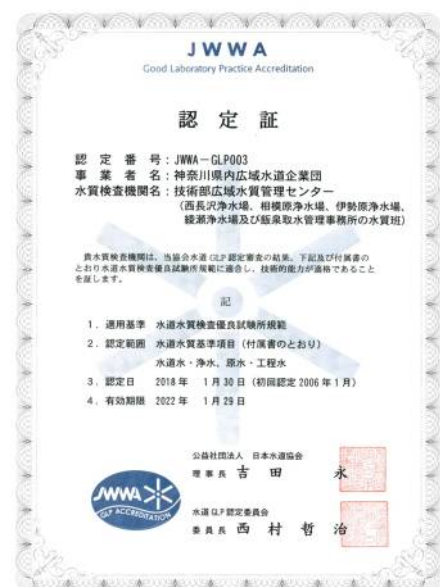 JWWA
Good Laboratory Practice Accreditation
認定証
認定番号：JWWA－GLP003
事業者名：神奈川県内広域水道企業団
水質検査機関名：技術部広域水質管理センター
（西長沢浄水場、相模原浄水場、伊勢原浄水場、
綾瀬浄水場及び飯泉取水管理事務所の水質班）
貴水質検査機関は、当協会水道GLP認定審査の結果、下記及び付属書の
とおり水道水質検査優良試験所規範に適合し、技術的能力が適格であること
を証します。
記
1．適用基準　水道水質検査優良試験所規範
2．認定範囲　水道水質基準項目（付属書のとおり）
水道水・浄水、原水・工程水
3．認定日　2018年　1月30日（初回認定2006年1月）
4．有効期限　2022年　1月29日
公益社団法人　日本水道協会
理事長　吉田　永
水道GLP認定委員会
委員長　西村哲治
JWWA
GLP ACCREDITATION